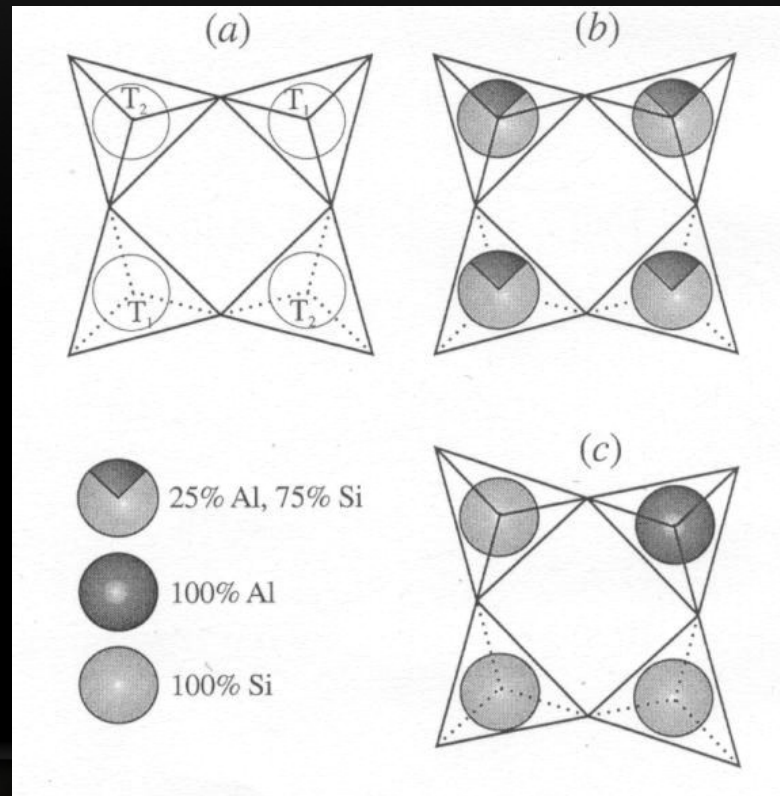 (a)
(b)
T₂
T₁
T₁
T₂
(c)
25% Al, 75% Si
100% Al
100% Si